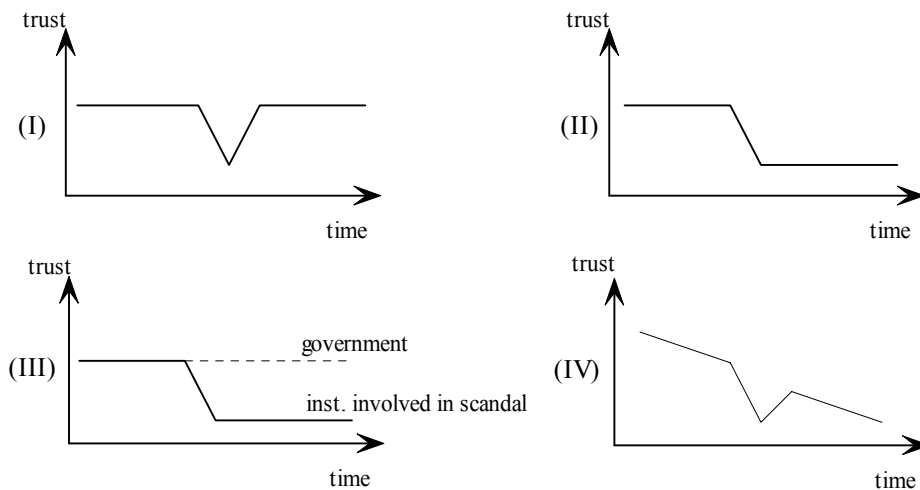 trust
(I)
time
trust
(II)
time
trust
government
(III)
inst. involved in scandal
time
trust
(IV)
time